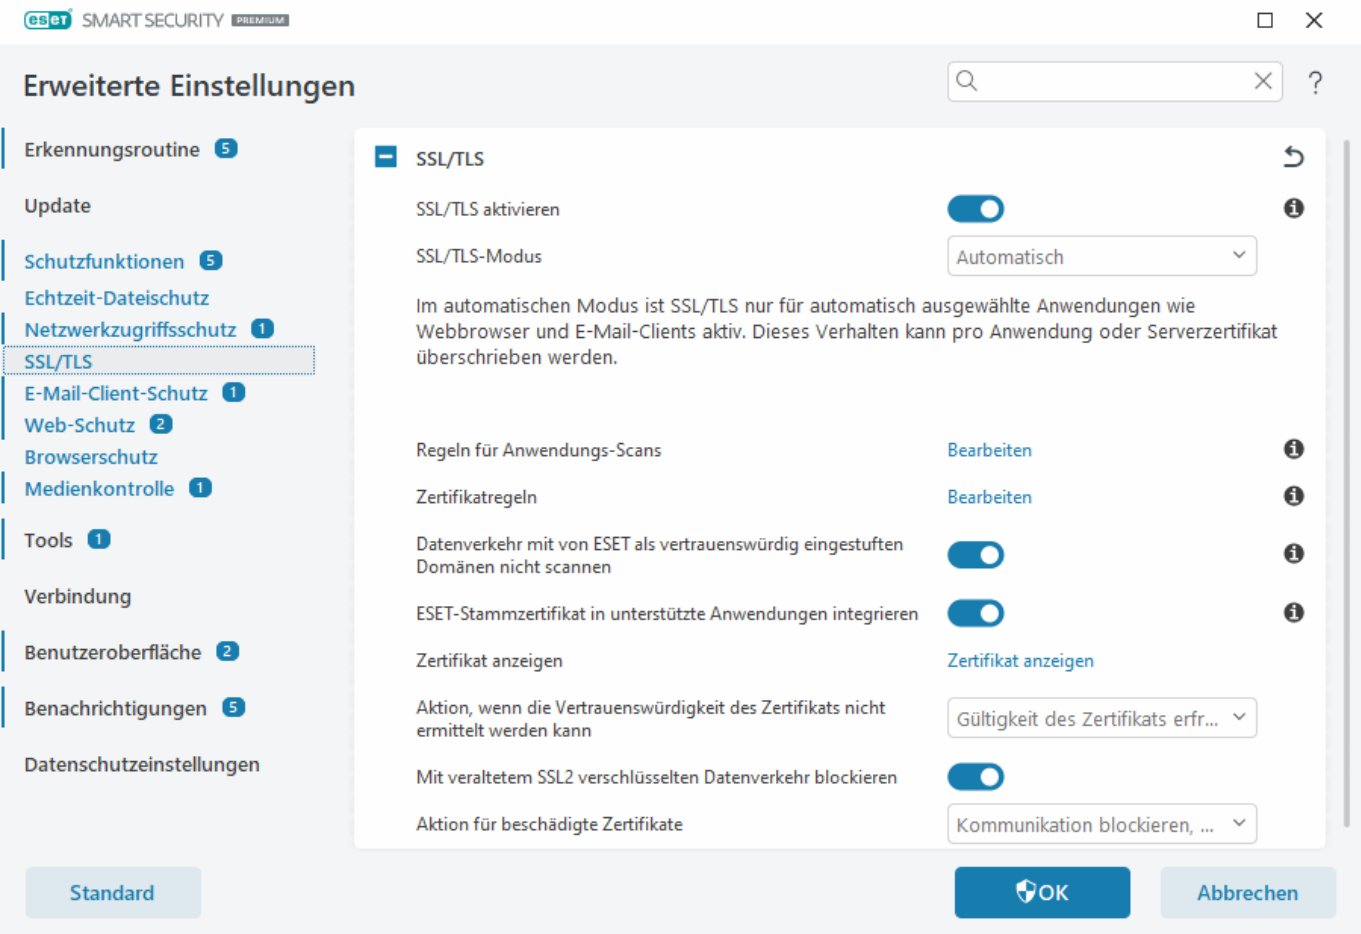 eseT SMART SECURITY PREMIUM
Erweiterte Einstellungen
?
Erkennungsroutine 5
Update
Schutzfunktionen 5
Echtzeit-Dateischutz
Netzwerkzugriffsschutz 1
SSL/TLS
E-Mail-Client-Schutz 1
Web-Schutz 2
Browserschutz
Medienkontrolle 1
Tools 1
Verbindung
Benutzeroberfläche 2
Benachrichtigungen 5
Datenschutzeinstellungen
SSL/TLS
SSL/TLS aktivieren
SSL/TLS-Modus Automatisch
Im automatischen Modus ist SSL/TLS nur für automatisch ausgewählte Anwendungen wie
Webbrowser und E-Mail-Clients aktiv. Dieses Verhalten kann pro Anwendung oder Serverzertifikat
überschrieben werden.
Regeln für Anwendungs-Scans Bearbeiten
Zertifikatregeln Bearbeiten
Datenverkehr mit von ESET als vertrauenswürdig eingestuften
Domänen nicht scannen
ESET-Stammzertifikat in unterstützte Anwendungen integrieren
Zertifikat anzeigen Zertifikat anzeigen
Aktion, wenn die Vertrauenswürdigkeit des Zertifikats nicht
ermittelt werden kann
Gültigkeit des Zertifikats erfr...
Mit veraltetem SSL2 verschlüsselten Datenverkehr blockieren
Aktion für beschädigte Zertifikate Kommunikation blockieren, ...
Standard
OK
Abbrechen